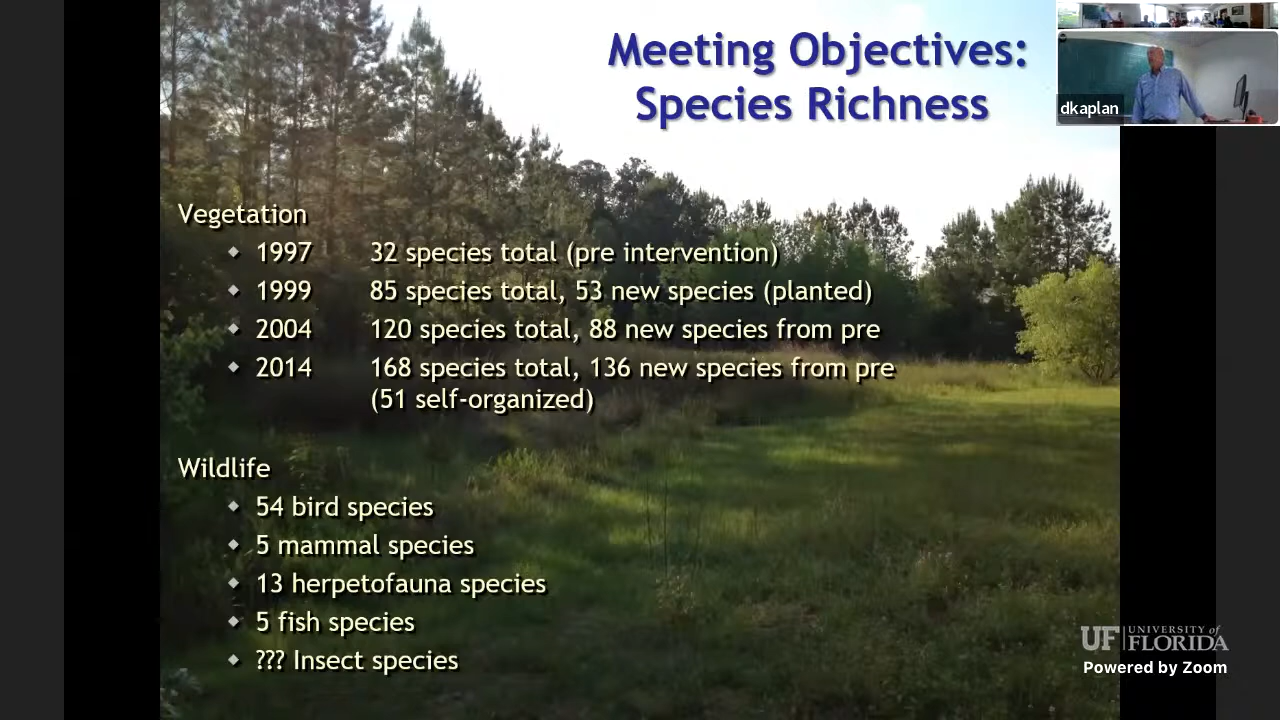 Meeting Objectives:
Species Richness
dkaplan
Vegetation
1997 32 species total (pre intervention)
1999 85 species total, 53 new species (planted)
2004 120 species total, 88 new species from pre
2014 168 species total, 136 new species from pre
(51 self-organized)
Wildlife
54 bird species
5 mammal species
13 herpetofauna species
5 fish species
??? Insect species
UF UNIVERSITY of
FLORIDA
Powered by Zoom